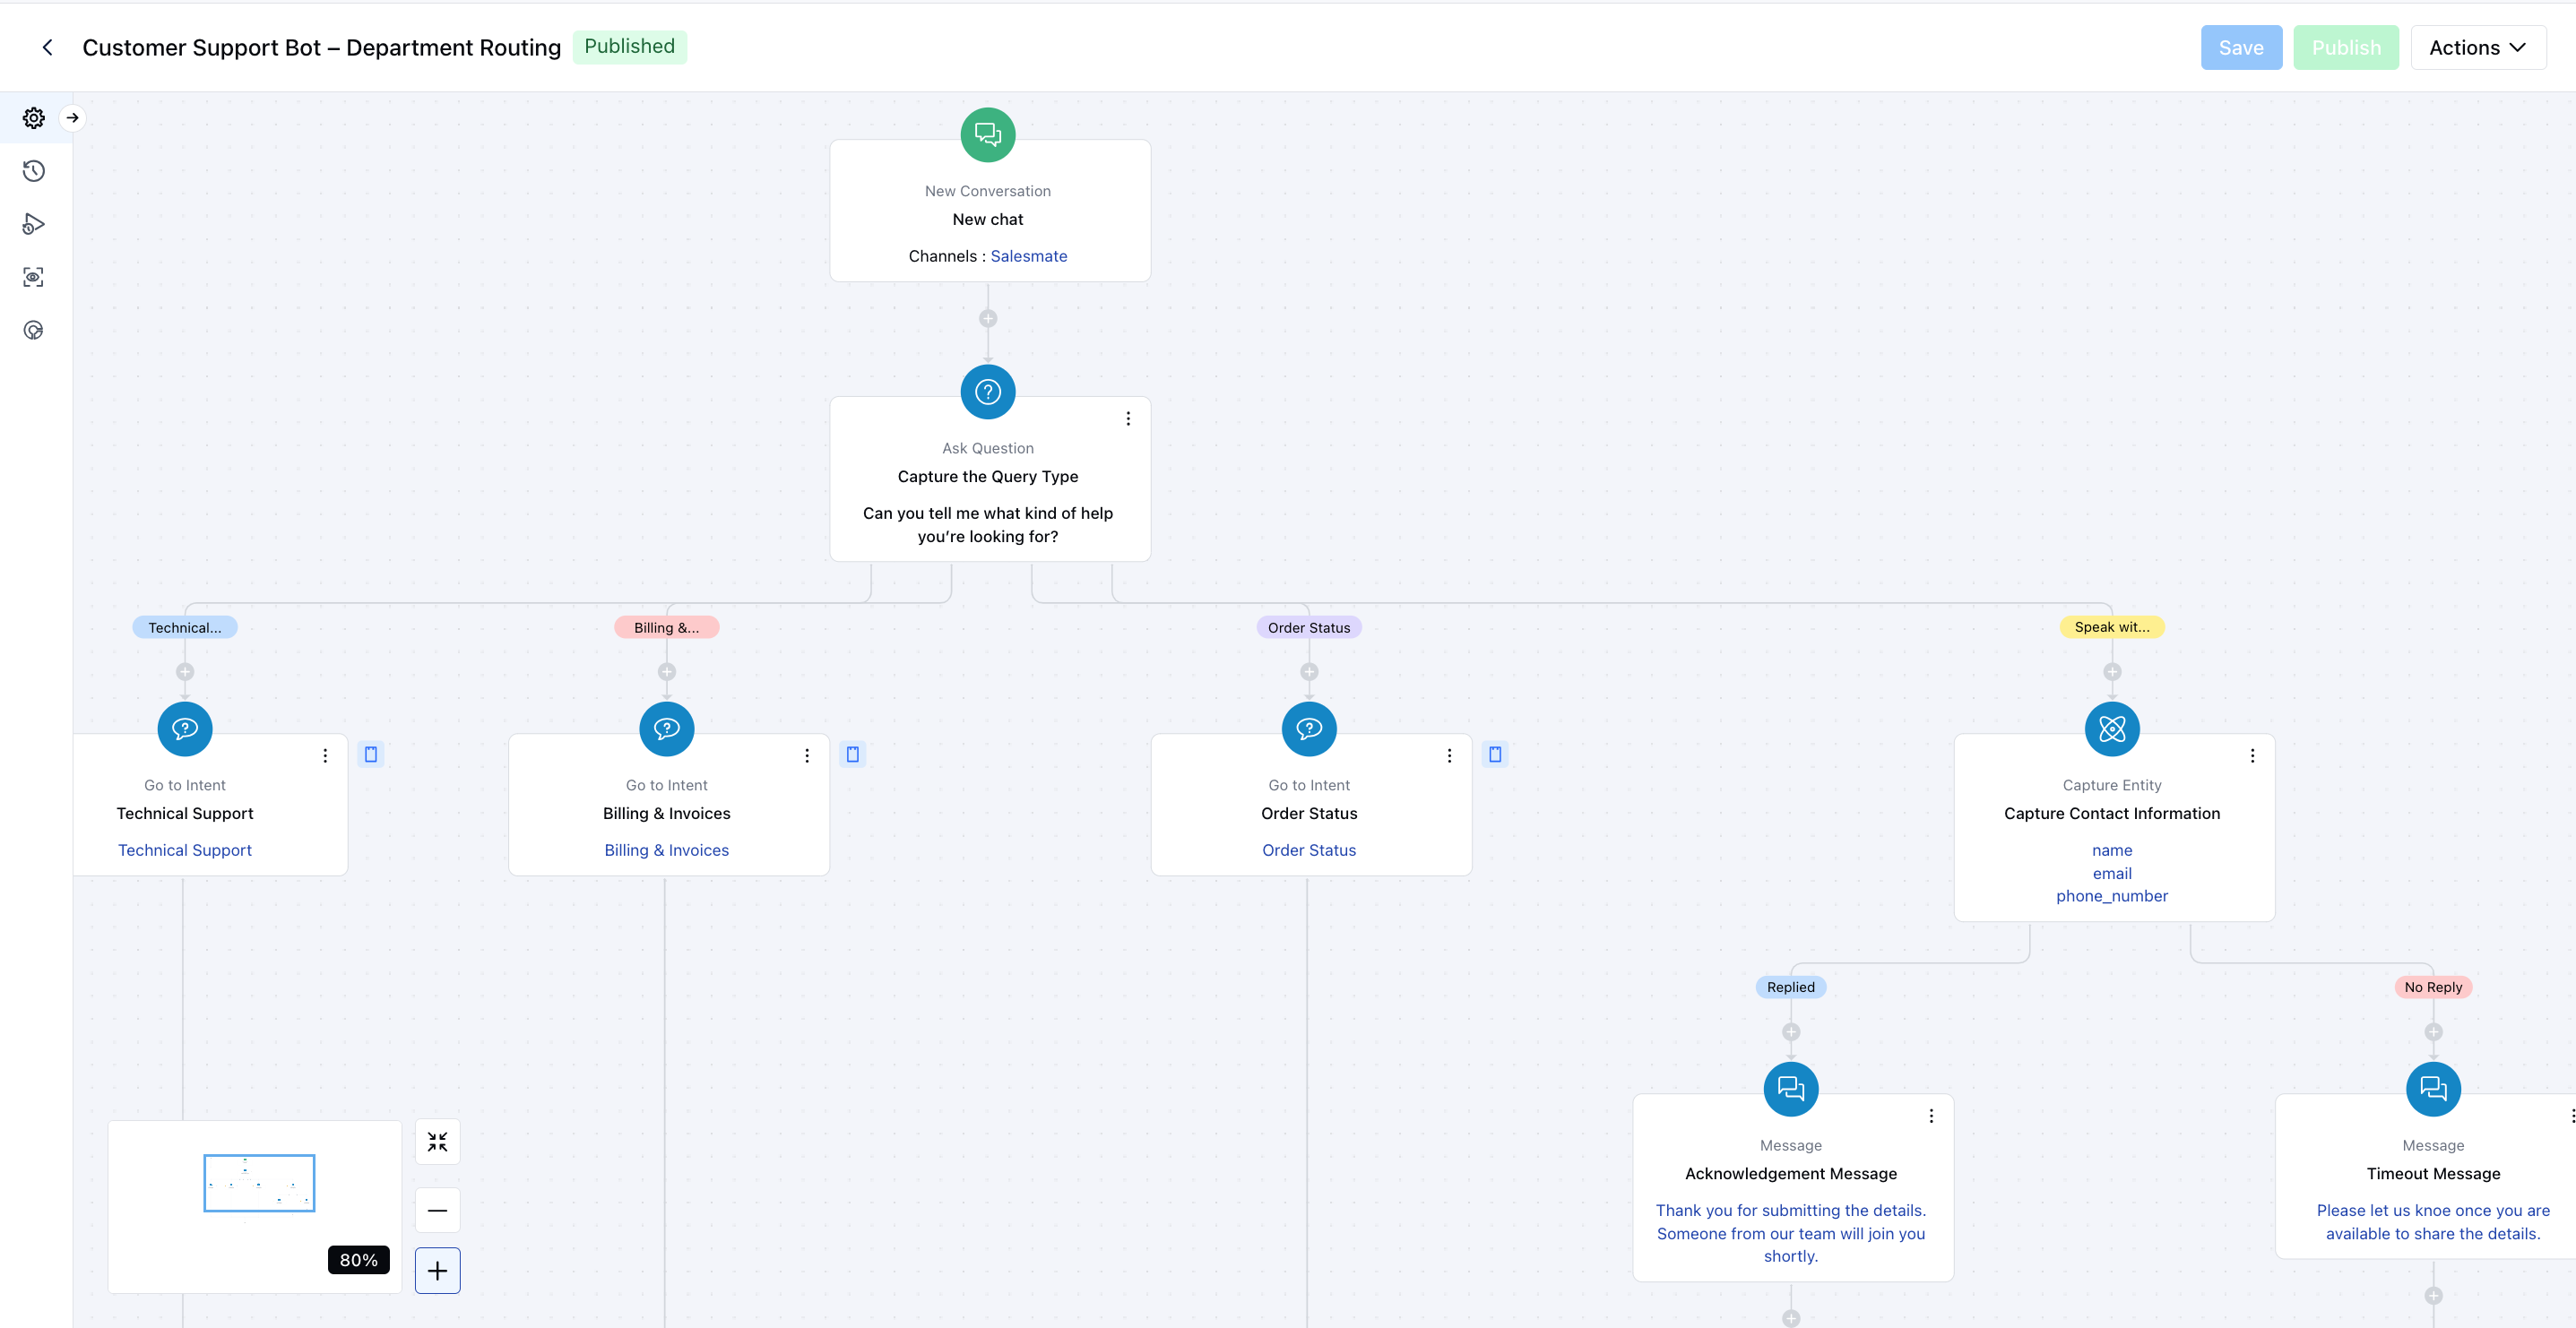 Customer Support Bot – Department Routing
Published
Save
Publish
Actions
New Conversation
New chat
Channels : Salesmate
Ask Question
Capture the Query Type
Can you tell me what kind of help
you're looking for?
Technical...
Billing &...
Order Status
Speak wit...
Go to Intent
Technical Support
Technical Support
Go to Intent
Billing & Invoices
Billing & Invoices
Go to Intent
Order Status
Order Status
Capture Entity
Capture Contact Information
name
email
phone_number
Replied
No Reply
Message
Acknowledgement Message
Thank you for submitting the details.
Someone from our team will join you
shortly.
Message
Timeout Message
Please let us knoe once you are
available to share the details.
80%